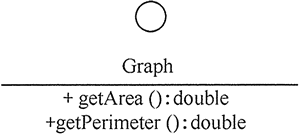 Graph
+ getArea () : double
+getPerimeter () : double